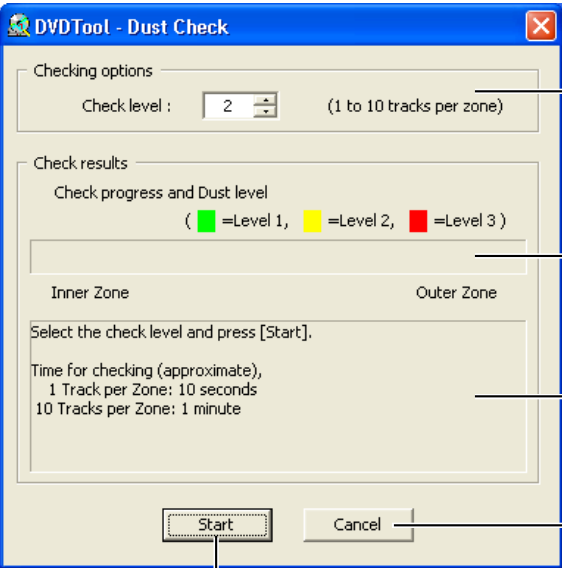 DVDTool - Dust Check
Checking options
Check level : 2 (1 to 10 tracks per zone)
Check results
Check progress and Dust level
( =Level 1, =Level 2, =Level 3 )
Inner Zone Outer Zone
Select the check level and press [Start].
Time for checking (approximate),
1 Track per Zone: 10 seconds
10 Tracks per Zone: 1 minute
Start Cancel